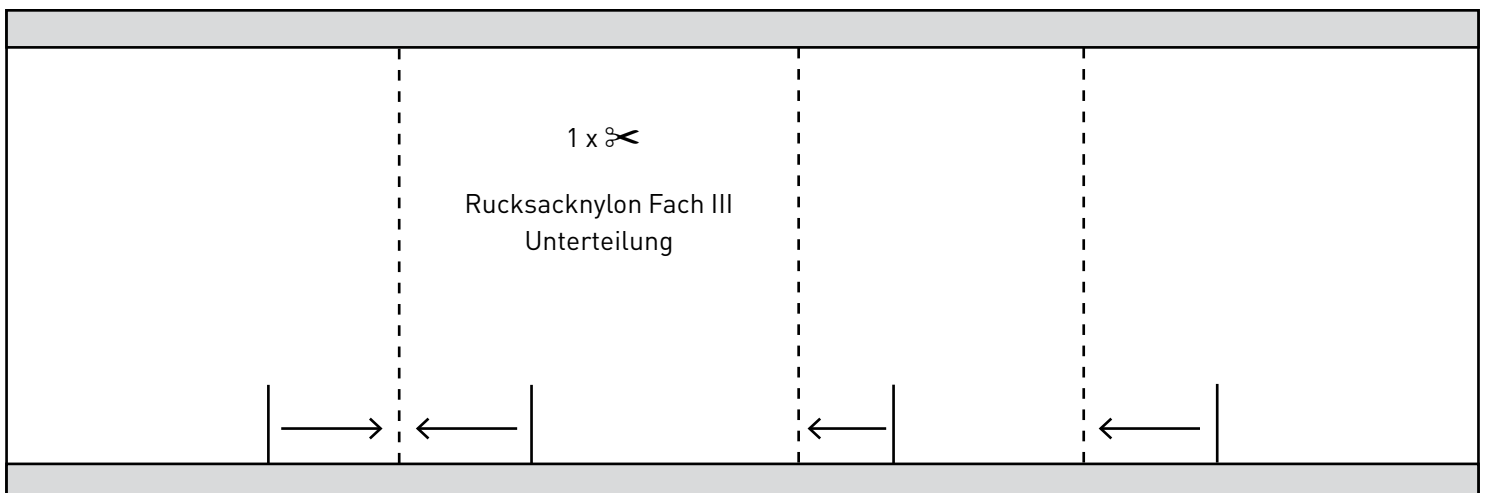 1 x ✂
Rucksacknylon Fach III
Unterteilung